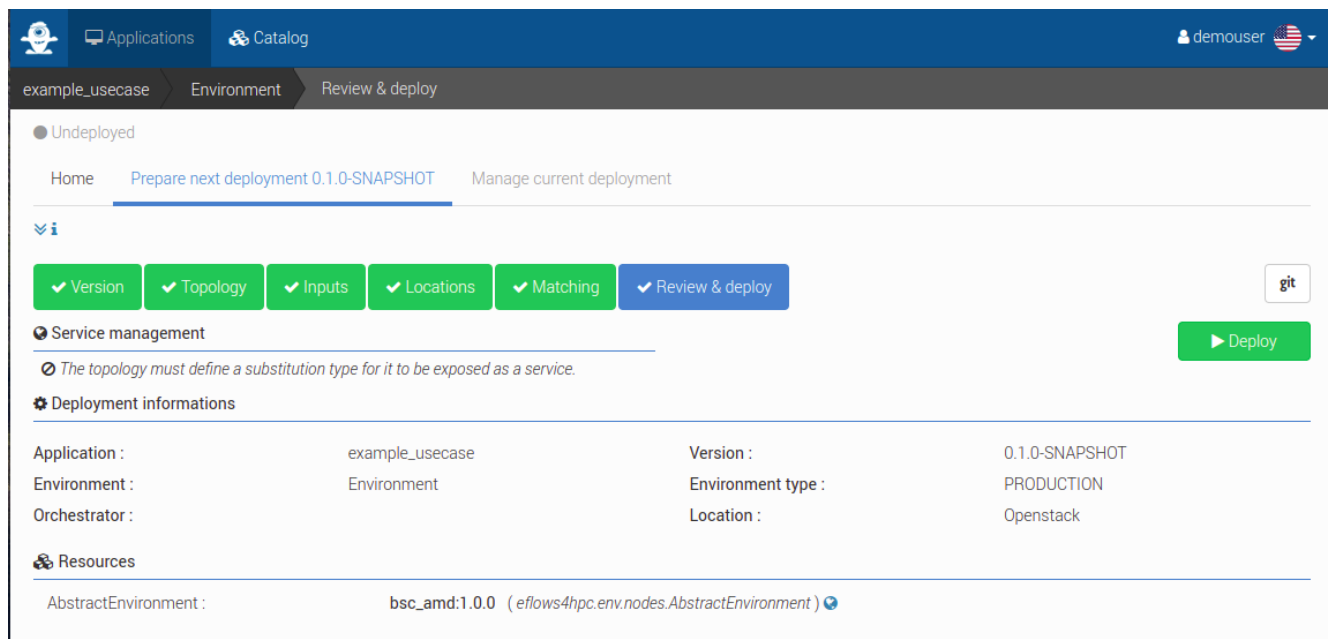 Applications Catalog demouser
example_usecase Environment Review & deploy
Undeployed
Home Prepare next deployment 0.1.0-SNAPSHOT Manage current deployment
i
Version Topology Inputs Locations Matching Review & deploy git
Service management
Deploy
The topology must define a substitution type for it to be exposed as a service.
Deployment informations
Application : example_usecase Version : 0.1.0-SNAPSHOT
Environment : Environment Environment type : PRODUCTION
Orchestrator : Location : Openstack
Resources
AbstractEnvironment : bsc_amd:1.0.0 ( eflows4hpc.env.nodes.AbstractEnvironment )